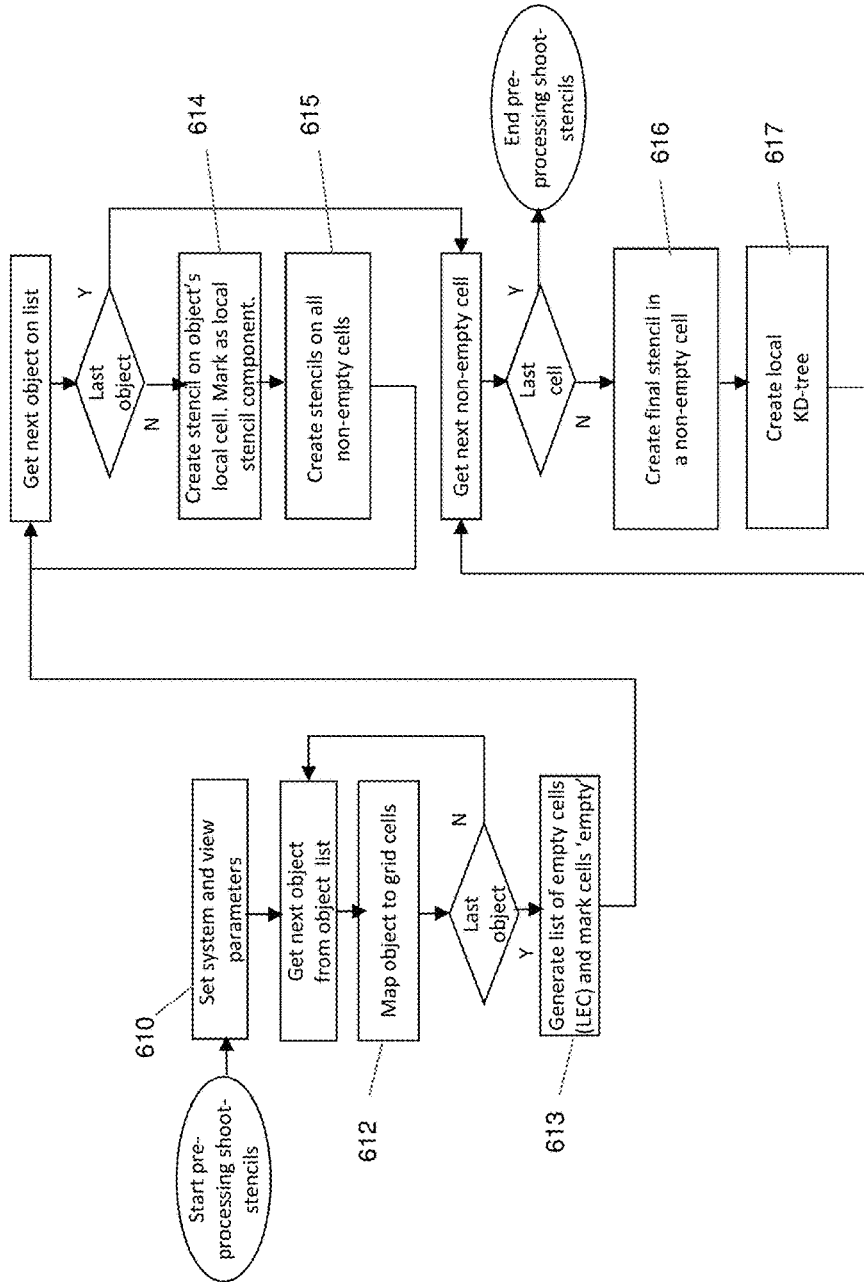 Start pre-
processing shoot-
stencils
610
Set system and view
parameters
Get next object
from object list
612
Map object to grid cells
Last
object
N
Y
613
Generate list of empty cells
(LEC) and mark cells 'empty'
Get next object on list
Last
object
Y
N
614
Create stencil on object's
local cell. Mark as local
stencil component.
615
Create stencils on all
non-empty cells
Get next non-empty cell
Last
cell
Y
N
End pre-
processing shoot-
stencils
616
Create final stencil in
a non-empty cell
617
Create local
KD-tree